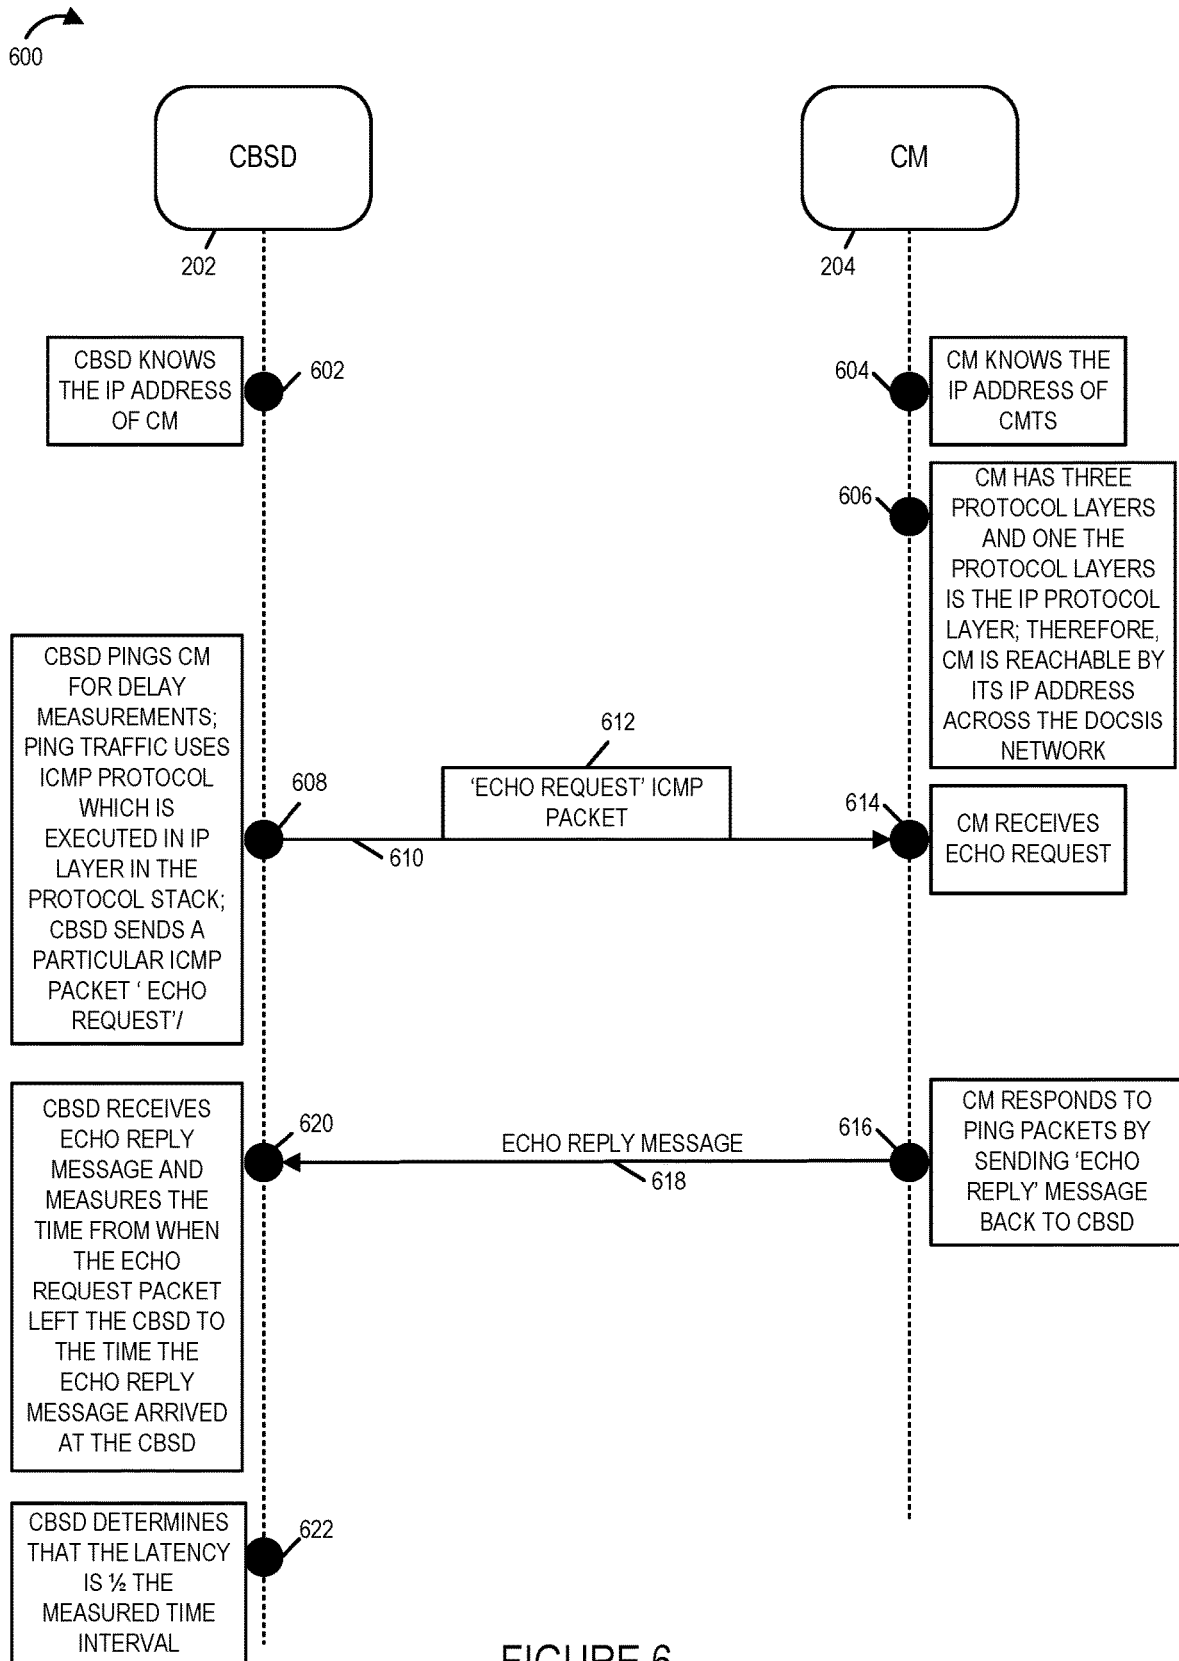 600
CBSD
CM
202
204
CBSD KNOWS
THE IP ADDRESS
OF CM
602
604
CM KNOWS THE
IP ADDRESS OF
CMTS
606
CM HAS THREE
PROTOCOL LAYERS
AND ONE THE
PROTOCOL LAYERS
IS THE IP PROTOCOL
LAYER; THEREFORE,
CM IS REACHABLE BY
ITS IP ADDRESS
ACROSS THE DOCSIS
NETWORK
CBSD PINGS CM
FOR DELAY
MEASUREMENTS;
PING TRAFFIC USES
ICMP PROTOCOL
WHICH IS
EXECUTED IN IP
LAYER IN THE
PROTOCOL STACK;
CBSD SENDS A
PARTICULAR ICMP
PACKET ‘ ECHO
REQUEST’/
608
610
612
‘ECHO REQUEST’ ICMP
PACKET
614
CM RECEIVES
ECHO REQUEST
CBSD RECEIVES
ECHO REPLY
MESSAGE AND
MEASURES THE
TIME FROM WHEN
THE ECHO
REQUEST PACKET
LEFT THE CBSD TO
THE TIME THE
ECHO REPLY
MESSAGE ARRIVED
AT THE CBSD
620
ECHO REPLY MESSAGE
618
616
CM RESPONDS TO
PING PACKETS BY
SENDING ‘ECHO
REPLY’ MESSAGE
BACK TO CBSD
CBSD DETERMINES
THAT THE LATENCY
IS ½ THE
MEASURED TIME
INTERVAL
622
FIGURE 6